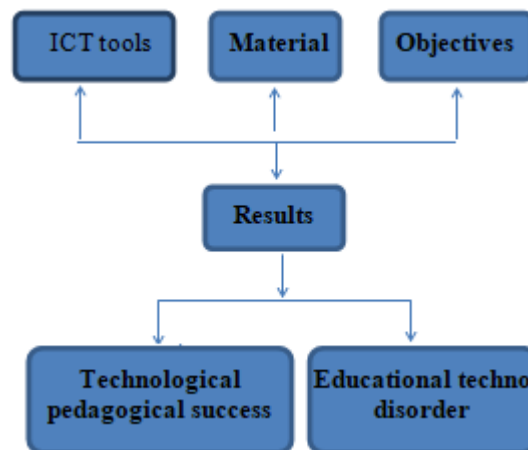 ICT tools
Material
Objectives
Results
Technological
pedagogical success
Educational techno
disorder